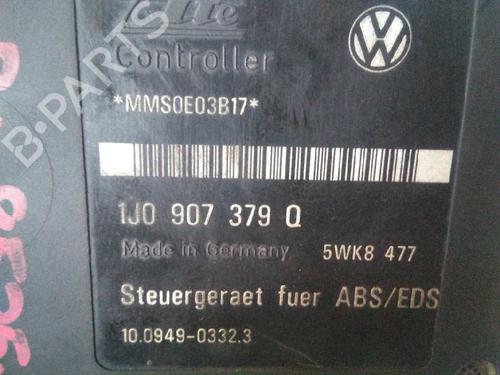 Controller
*MMS0E03B17*
1J0 907 379 Q
Made in Germany 5WK8 477
Steuergeraet fuer ABS/EDS
10.0949-0332.3
B-PARTS